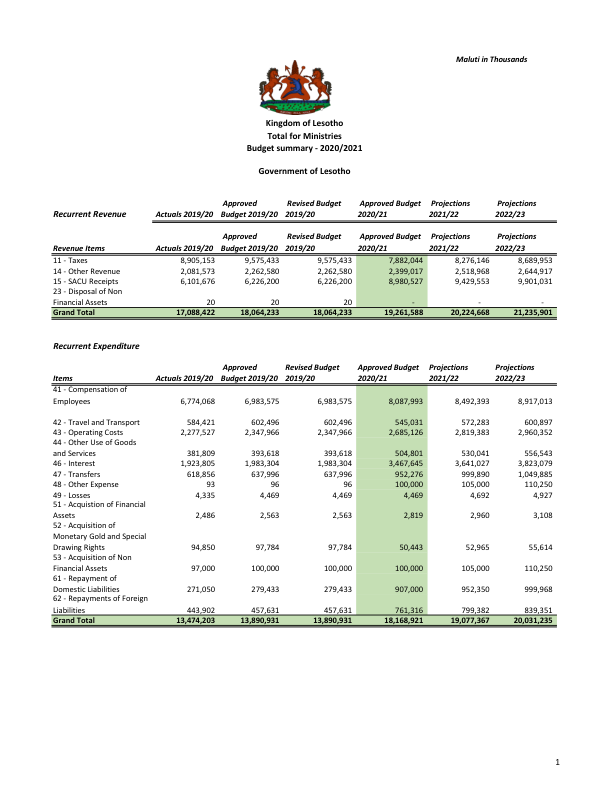 Maluti in Thousands
Kingdom of Lesotho
Total for Ministries
Budget summary - 2020/2021
Government of Lesotho
Approved Revised Budget Approved Budget Projections Projections
Recurrent Revenue Actuals 2019/20 Budget 2019/20 2019/20 2020/21 2021/22 2022/23
Approved Revised Budget Approved Budget Projections Projections
Revenue Items Actuals 2019/20 Budget 2019/20 2019/20 2020/21 2021/22 2022/23
11 - Taxes 8,905,153 9,575,433 9,575,433 7,882,044 8,276,146 8,689,953
14 - Other Revenue 2,081,573 2,262,580 2,262,580 2,399,017 2,518,968 2,644,917
15 - SACU Receipts 6,101,676 6,226,200 6,226,200 8,980,527 9,429,553 9,901,031
23 - Disposal of Non
Financial Assets 20 20 20 - - -
Grand Total 17,088,422 18,064,233 18,064,233 19,261,588 20,224,668 21,235,901
Recurrent Expenditure
Approved Revised Budget Approved Budget Projections Projections
Items Actuals 2019/20 Budget 2019/20 2019/20 2020/21 2021/22 2022/23
41 - Compensation of
Employees 6,774,068 6,983,575 6,983,575 8,087,993 8,492,393 8,917,013
42 - Travel and Transport 584,421 602,496 602,496 545,031 572,283 600,897
43 - Operating Costs 2,277,527 2,347,966 2,347,966 2,685,126 2,819,383 2,960,352
44 - Other Use of Goods
and Services 381,809 393,618 393,618 504,801 530,041 556,543
46 - Interest 1,923,805 1,983,304 1,983,304 3,467,645 3,641,027 3,823,079
47 - Transfers 618,856 637,996 637,996 952,276 999,890 1,049,885
48 - Other Expense 93 96 96 100,000 105,000 110,250
49 - Losses 4,335 4,469 4,469 4,469 4,692 4,927
51 - Acquistion of Financial
Assets 2,486 2,563 2,563 2,819 2,960 3,108
52 - Acquisition of
Monetary Gold and Special
Drawing Rights 94,850 97,784 97,784 50,443 52,965 55,614
53 - Acquisition of Non
Financial Assets 97,000 100,000 100,000 100,000 105,000 110,250
61 - Repayment of
Domestic Liabilities 271,050 279,433 279,433 907,000 952,350 999,968
62 - Repayments of Foreign
Liabilities 443,902 457,631 457,631 761,316 799,382 839,351
Grand Total 13,474,203 13,890,931 13,890,931 18,168,921 19,077,367 20,031,235
1